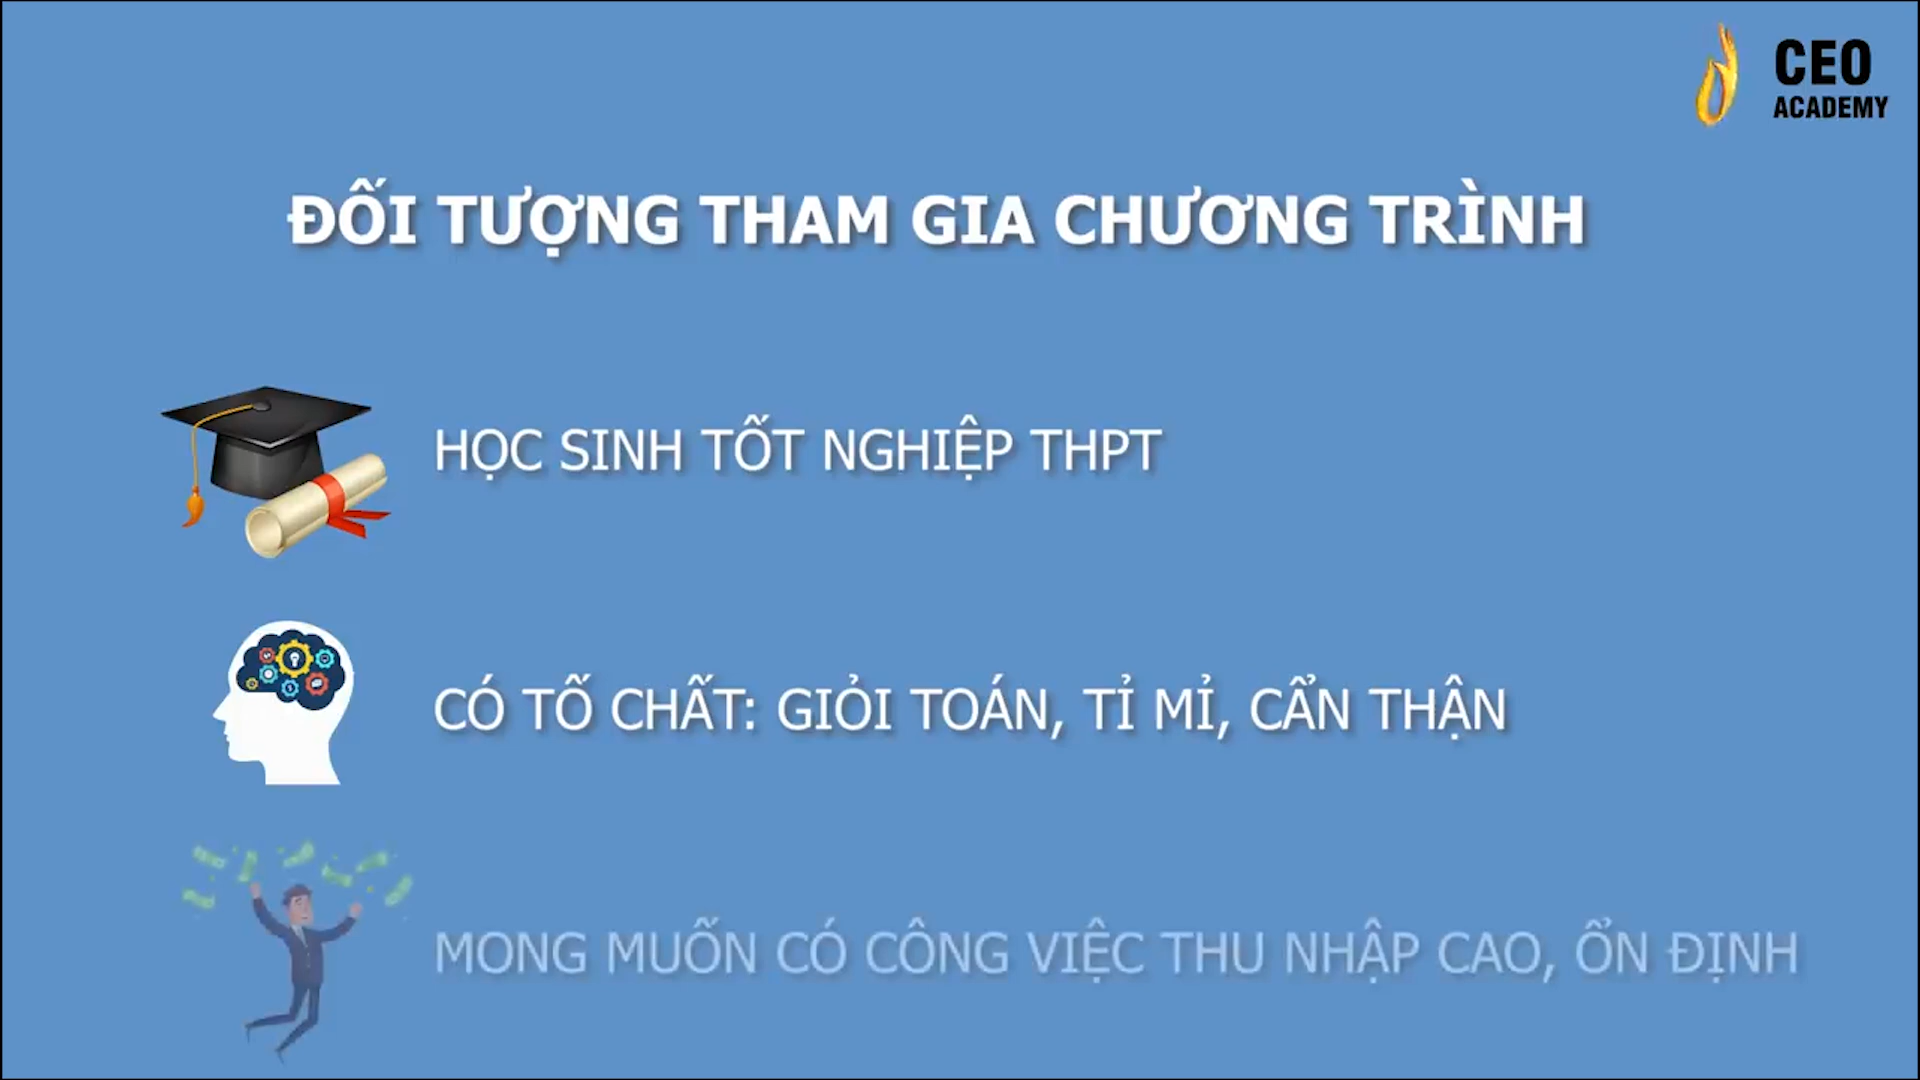 CEO
ACADEMY
ĐỐI TƯỢNG THAM GIA CHƯƠNG TRÌNH
HỌC SINH TỐT NGHIỆP THPT
CÓ TỐ CHẤT: GIỎI TOÁN, TỈ MỈ, CẨN THẬN
MONG MUỐN CÓ CÔNG VIỆC THU NHẬP CAO, ỔN ĐỊNH